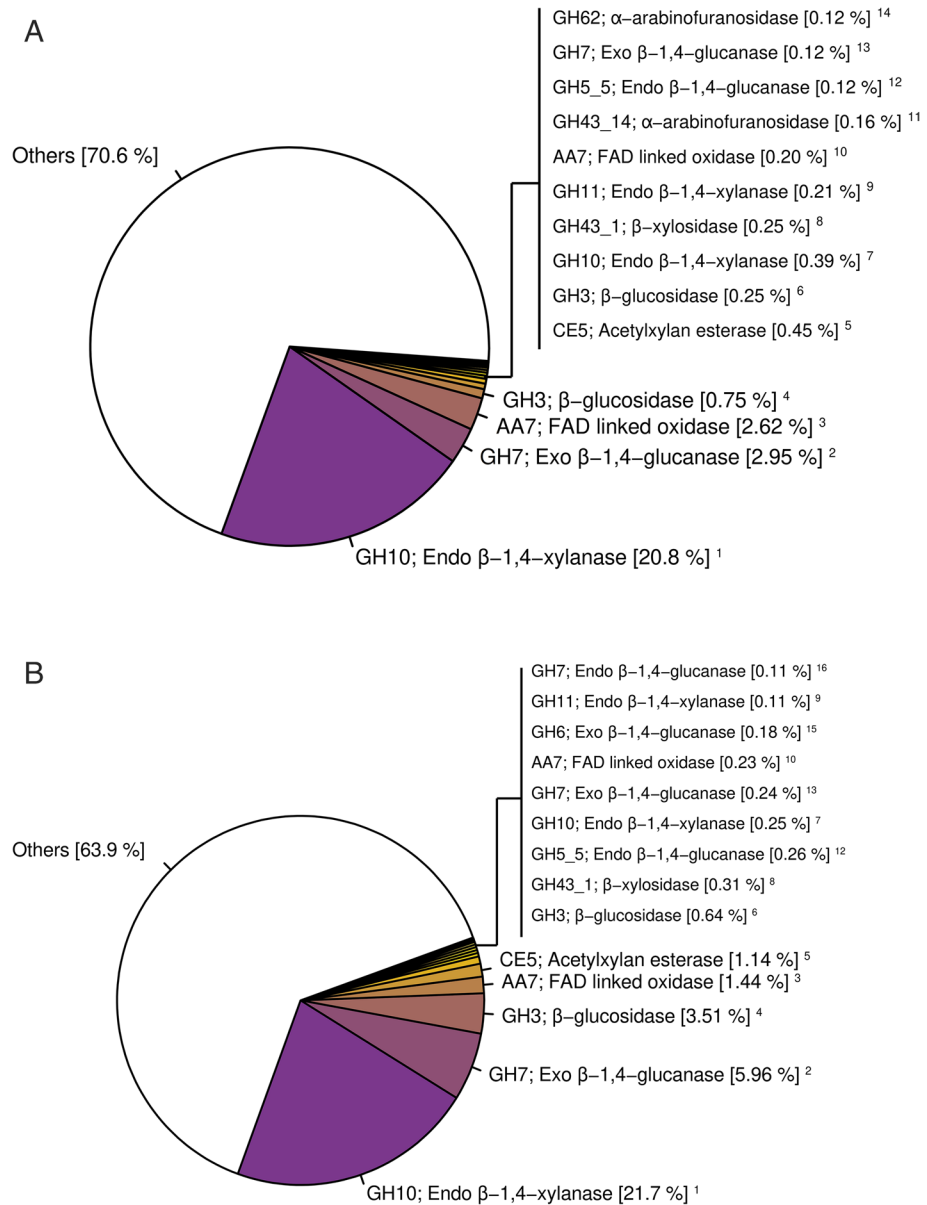 A
GH62; α−arabinofuranosidase [0.12 %] 14
GH7; Exo β−1,4−glucanase [0.12 %] 13
GH5_5; Endo β−1,4−glucanase [0.12 %] 12
GH43_14; α−arabinofuranosidase [0.16 %] 11
AA7; FAD linked oxidase [0.20 %] 10
GH11; Endo β−1,4−xylanase [0.21 %] 9
GH43_1; β−xylosidase [0.25 %] 8
GH10; Endo β−1,4−xylanase [0.39 %] 7
GH3; β−glucosidase [0.25 %] 6
CE5; Acetylxylan esterase [0.45 %] 5
Others [70.6 %]
GH3; β−glucosidase [0.75 %] 4
AA7; FAD linked oxidase [2.62 %] 3
GH7; Exo β−1,4−glucanase [2.95 %] 2
GH10; Endo β−1,4−xylanase [20.8 %] 1
B
GH7; Endo β−1,4−glucanase [0.11 %] 16
GH11; Endo β−1,4−xylanase [0.11 %] 9
GH6; Exo β−1,4−glucanase [0.18 %] 15
AA7; FAD linked oxidase [0.23 %] 10
GH7; Exo β−1,4−glucanase [0.24 %] 13
GH10; Endo β−1,4−xylanase [0.25 %] 7
GH5_5; Endo β−1,4−glucanase [0.26 %] 12
GH43_1; β−xylosidase [0.31 %] 8
GH3; β−glucosidase [0.64 %] 6
Others [63.9 %]
CE5; Acetylxylan esterase [1.14 %] 5
AA7; FAD linked oxidase [1.44 %] 3
GH3; β−glucosidase [3.51 %] 4
GH7; Exo β−1,4−glucanase [5.96 %] 2
GH10; Endo β−1,4−xylanase [21.7 %] 1